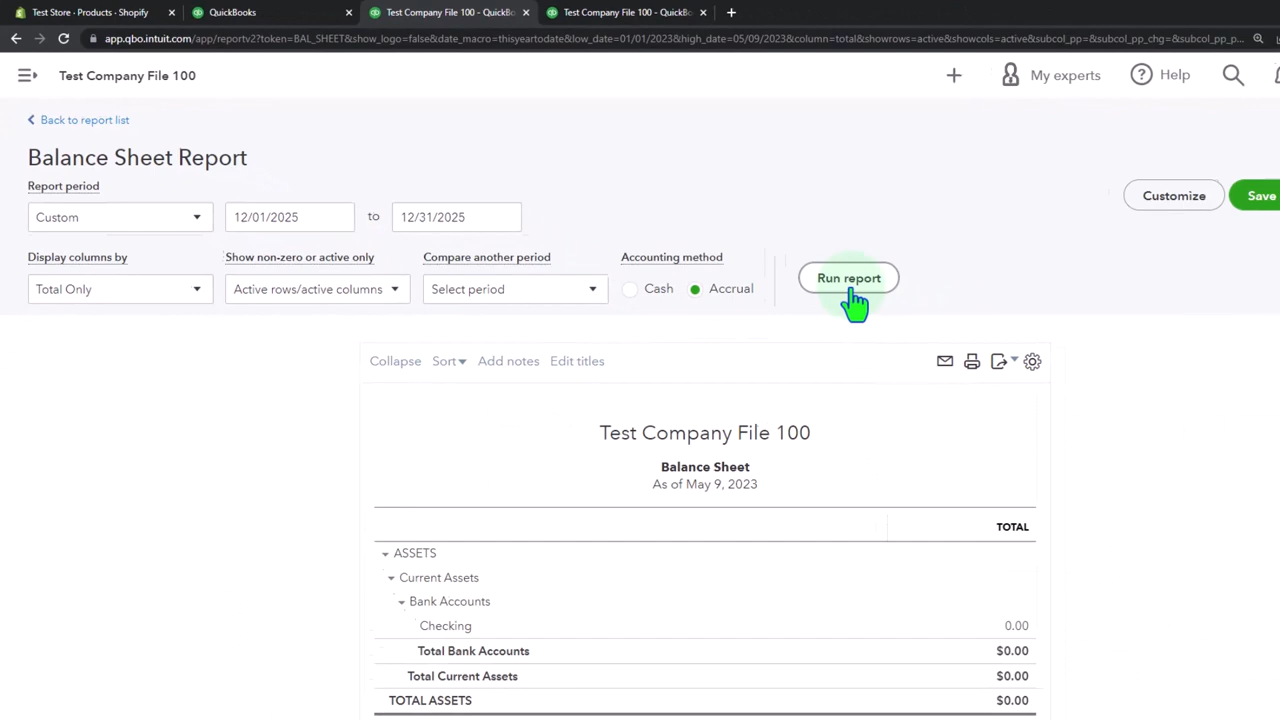 Test Store · Products · Shopify
QuickBooks
Test Company File 100 - QuickBo
Test Company File 100 - QuickBo
app.qbo.intuit.com/app/reportv2?token=BAL_SHEET&show_logo=false&date_macro=thisyeartodate&low_date=01/01/2023&high_date=05/09/2023&column=total&showrows=active&showcols=active&subcol_pp=&subcol_pp_chg=&subcol_pp_p...
Test Company File 100
My experts
Help
Back to report list
Balance Sheet Report
Report period
Custom
12/01/2025
to
12/31/2025
Customize
Save
Display columns by
Show non-zero or active only
Compare another period
Accounting method
Total Only
Active rows/active columns
Select period
Cash
Accrual
Run report
Collapse
Sort
Add notes
Edit titles
Test Company File 100
Balance Sheet
As of May 9, 2023
TOTAL
ASSETS
Current Assets
Bank Accounts
Checking 0.00
Total Bank Accounts $0.00
Total Current Assets $0.00
TOTAL ASSETS $0.00